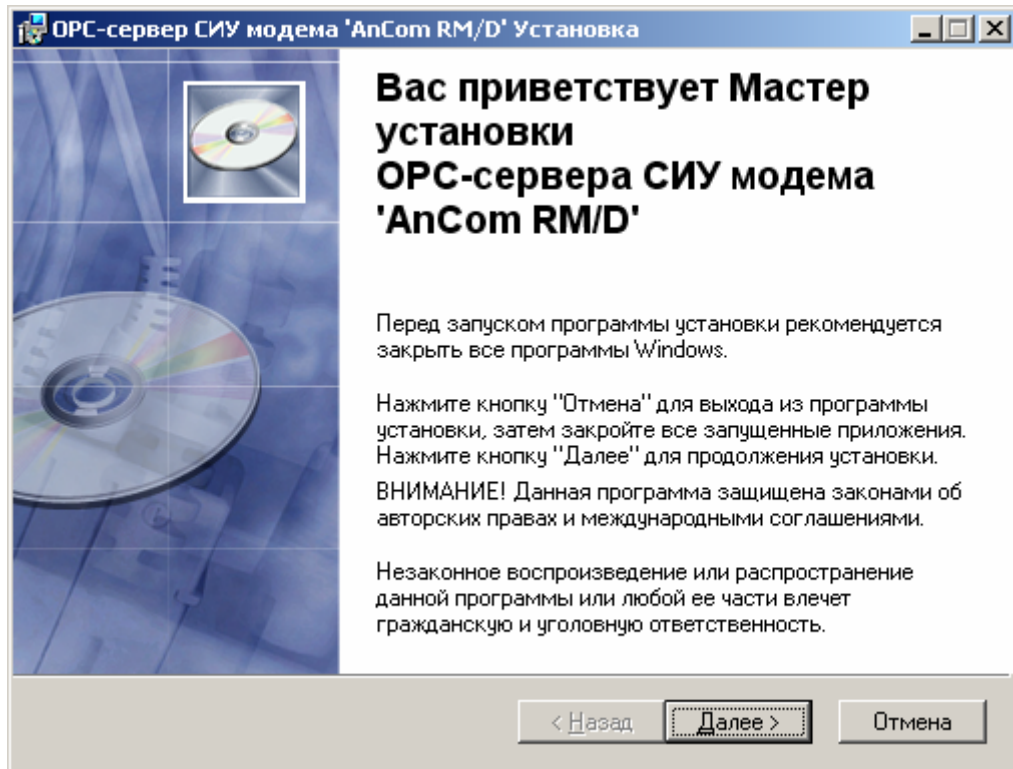 OPC-сервер СИУ модема 'AnCom RM/D' Установка
Вас приветствует Мастер
установки
OPC-сервера СИУ модема
'AnCom RM/D'
Перед запуском программы установки рекомендуется
закрыть все программы Windows.
Нажмите кнопку "Отмена" для выхода из программы
установки, затем закройте все запущенные приложения.
Нажмите кнопку "Далее" для продолжения установки.
ВНИМАНИЕ! Данная программа защищена законами об
авторских правах и международными соглашениями.
Незаконное воспроизведение или распространение
данной программы или любой ее части влечет
гражданскую и уголовную ответственность.
< Назад Далее > Отмена